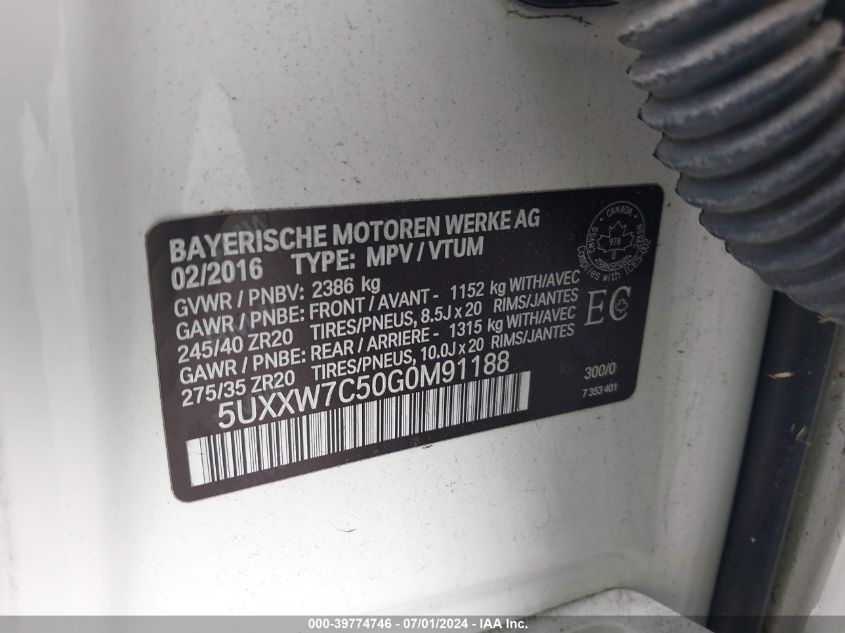 BAYERISCHE MOTOREN WERKE AG
02/2016 TYPE: MPV / VTUM
GVWR / PNBV: 2386 kg
GAWR / PNBE: FRONT / AVANT - 1152 kg WITH/AVEC
245/40 ZR20 TIRES/PNEUS, 8.5J x 20 RIMS/JANTES
GAWR / PNBE: REAR / ARRIERE - 1315 kg WITH/AVEC
275/35 ZR20 TIRES/PNEUS, 10.0J x 20 RIMS/JANTES
5UXXW7C50G0M91188
CANADA
978
TRANSPORT
EC
300/0
7 353 401
000-39774746 - 07/01/2024 - IAA Inc.